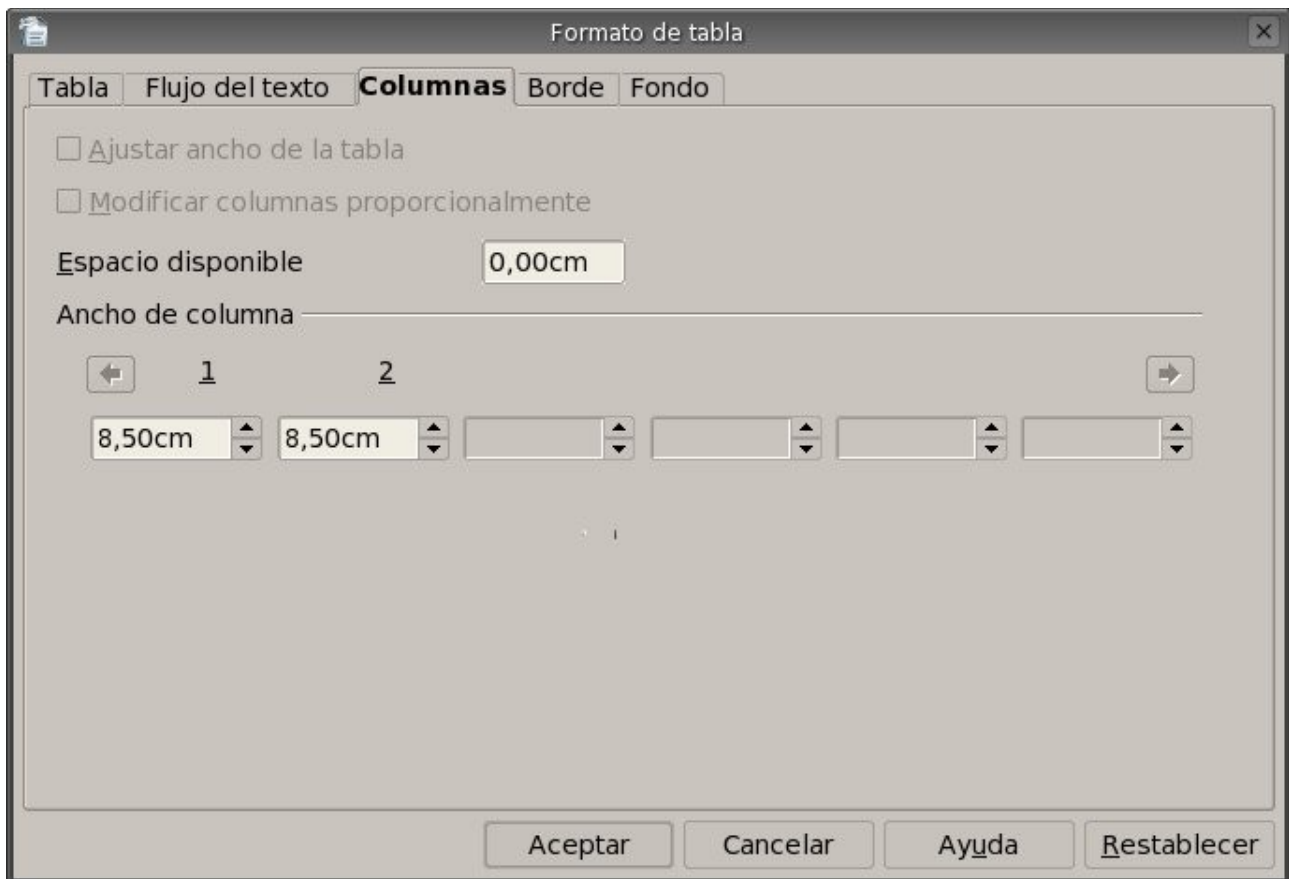 Formato de tabla
Tabla Flujo del texto Columnas Borde Fondo
Ajustar ancho de la tabla
Modificar columnas proporcionalmente
Espacio disponible 0,00cm
Ancho de columna
1 2
8,50cm 8,50cm
Aceptar Cancelar Ayuda Restablecer